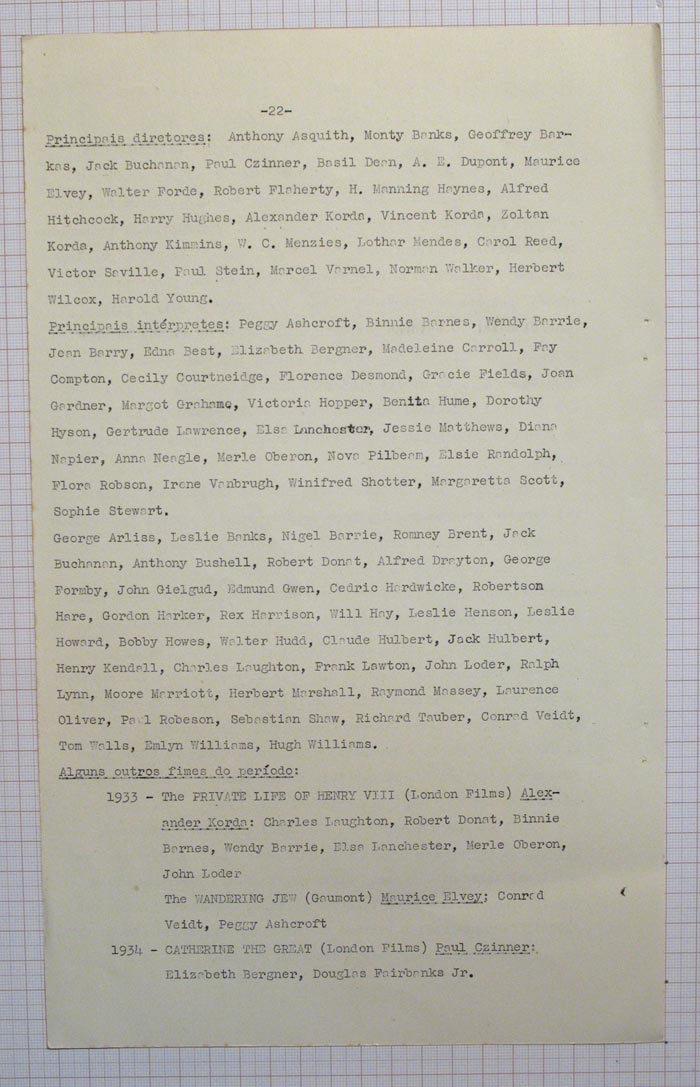 -22-
Principais diretores: Anthony Asquith, Monty Banks, Geoffrey Bar-
kas, Jack Buchanan, Paul Czinner, Basil Dean, A. E. Dupont, Maurice
Elvey, Walter Forde, Robert Flaherty, H. Manning Haynes, Alfred
Hitchcock, Harry Hughes, Alexander Korda, Vincent Korda, Zoltan
Korda, Anthony Kimmins, W. C. Menzies, Lothar Mendes, Carol Reed,
Victor Saville, Paul Stein, Marcel Varnel, Norman Walker, Herbert
Wilcox, Harold Young.
Principais intérpretes: Peggy Ashcroft, Binnie Barnes, Wendy Barrie,
Jean Barry, Edna Best, Elizabeth Bergner, Madeleine Carroll, Fay
Compton, Cecily Courtneidge, Florence Desmond, Gracie Fields, Joan
Gardner, Margot Grahame, Victoria Hopper, Benita Hume, Dorothy
Hyson, Gertrude Lawrence, Elsa Lanchester, Jessie Matthews, Diana
Napier, Anna Neagle, Merle Oberon, Nova Pilbeam, Elsie Randolph,
Flora Robson, Irene Vanbrugh, Winifred Shotter, Margaretta Scott,
Sophie Stewart.
George Arliss, Leslie Banks, Nigel Barrie, Romney Brent, Jack
Buchanan, Anthony Bushell, Robert Donat, Alfred Drayton, George
Formby, John Gielgud, Edmund Gwen, Cedric Hardwicke, Robertson
Hare, Gordon Harker, Rex Harrison, Will Hay, Leslie Henson, Leslie
Howard, Bobby Howes, Walter Hudd, Claude Hulbert, Jack Hulbert,
Henry Kendall, Charles Laughton, Frank Lawton, John Loder, Ralph
Lynn, Moore Marriott, Herbert Marshall, Raymond Massey, Laurence
Oliver, Paul Robeson, Sebastian Shaw, Richard Tauber, Conrad Veidt,
Tom Walls, Emlyn Williams, Hugh Williams.
Alguns outros fimes do período:
1933 - The PRIVATE LIFE OF HENRY VIII (London Films) Alex-
ander Korda: Charles Laughton, Robert Donat, Binnie
Barnes, Wendy Barrie, Elsa Lanchester, Merle Oberon,
John Loder
The WANDERING JEW (Gaumont) Maurice Elvey: Conrad
Veidt, Peggy Ashcroft
1934 - CATHERINE THE GREAT (London Films) Paul Czinner:
Elizabeth Bergner, Douglas Fairbanks Jr.